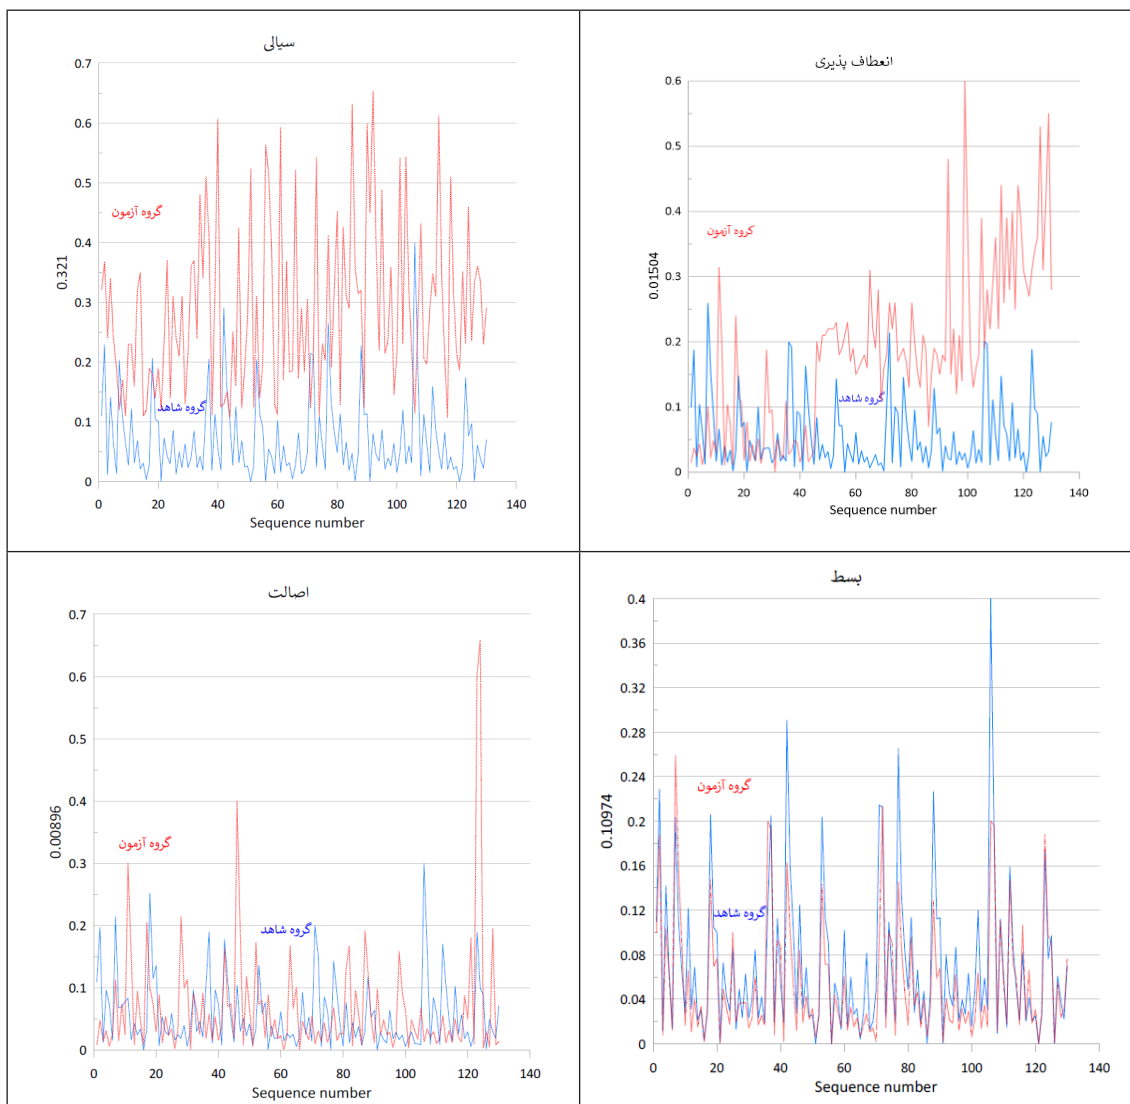 سیالی
0.7
0.6
0.5
0.4
0.3
0.2
0.1
0
0.321
گروه آزمون
گروه شاهد
0 20 40 60 80 100 120 140
Sequence number
انعطاف پذیری
0.6
0.5
0.4
0.3
0.2
0.1
0
0.01504
گروه آزمون
گروه شاهد
0 20 40 60 80 100 120 140
Sequence number
اصالت
0.7
0.6
0.5
0.4
0.3
0.2
0.1
0
0.00896
گروه آزمون
گروه شاهد
0 20 40 60 80 100 120 140
Sequence number
بسط
0.4
0.36
0.32
0.28
0.24
0.2
0.16
0.12
0.08
0.04
0
0.10974
گروه آزمون
گروه شاهد
0 20 40 60 80 100 120 140
Sequence number